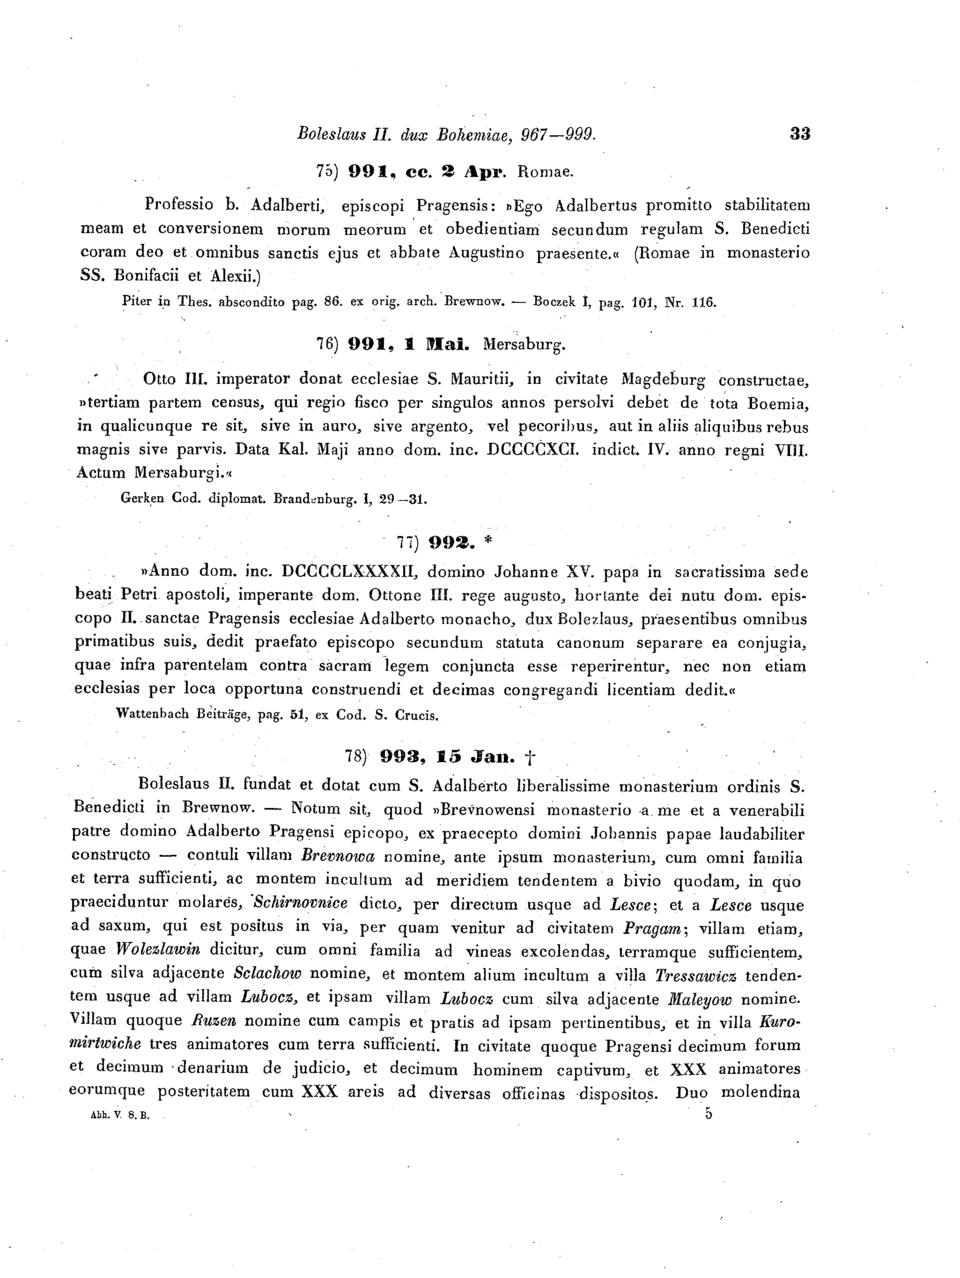 Boleslaus II. dux Bohemiae, 967—999. 33
75) 991, cc. 2 Apr. Romae.
Professio b. Adalberti, episcopi Pragensis: »Ego Adalbertus promitto stabilitatem
meam et conversionem morum meorum et obedientiam secundum regulam S. Benedicti
coram deo et omnibus sanctis ejus et abbate Augustino praesente.« (Romae in monasterio
SS. Bonifacii et Alexii.)
Piter in Thes. abscondito pag. 86. ex orig. arch. Brewnow. — Boczek I, pag. 101, Nr. 116.
76) 991, 1 Mai. Mersaburg.
Otto III. imperator donat ecclesiae S. Mauritii, in civitate Magdeburg constructae,
»tertiam partem census, qui regio fisco per singulos annos persolvi debet de tota Boemia,
in qualicunque re sit, sive in auro, sive argento, vel pecoribus, aut in aliis aliquibus rebus
magnis sive parvis. Data Kal. Maji anno dom. inc. DCCCCXCI. indict. IV. anno regni VIII.
Actum Mersaburgi.«
Gerken Cod. diplomat. Brandenburg. I, 29—31.
77) 992. *
»Anno dom. inc. DCCCCLXXXXII, domino Johanne XV. papa in sacratissima sede
beati Petri apostoli, imperante dom. Ottone III. rege augusto, hortante dei nutu dom. epis-
copo II. sanctae Pragensis ecclesiae Adalberto monacho, dux Bolezlaus, praesentibus omnibus
primatibus suis, dedit praefato episcopo secundum statuta canonum separare ea conjugia,
quae infra parentelam contra sacram legem conjuncta esse reperirentur, nec non etiam
ecclesias per loca opportuna construendi et decimas congregandi licentiam dedit.«
Wattenbach Beiträge, pag. 51, ex Cod. S. Crucis.
78) 993, 15 Jan. †
Boleslaus II. fundat et dotat cum S. Adalberto liberalissime monasterium ordinis S.
Benedicti in Brewnow. — Notum sit, quod »Brevnowensi monasterio a me et a venerabili
patre domino Adalberto Pragensi epicopo, ex praecepto domini Johannis papae laudabiliter
constructo — contuli villam Brevnowa nomine, ante ipsum monasterium, cum omni familia
et terra sufficienti, ac montem incultum ad meridiem tendentem a bivio quodam, in quo
praeciduntur molares, Schirnovnice dicto, per directum usque ad Lesce; et a Lesce usque
ad saxum, qui est positus in via, per quam venitur ad civitatem Pragam; villam etiam,
quae Wolezlawin dicitur, cum omni familia ad vineas excolendas, terramque sufficientem,
cum silva adjacente Sclachow nomine, et montem alium incultum a villa Tressawicz tenden-
tem usque ad villam Lubocz, et ipsam villam Lubocz cum silva adjacente Maleyow nomine.
Villam quoque Ruzen nomine cum campis et pratis ad ipsam pertinentibus, et in villa Kuro-
mirtwiche tres animatores cum terra sufficienti. In civitate quoque Pragensi decimum forum
et decimum denarium de judicio, et decimum hominem captivum, et XXX animatores
eorumque posteritatem cum XXX areis ad diversas officinas dispositos. Duo molendina
Abh. V. 8. B. 5